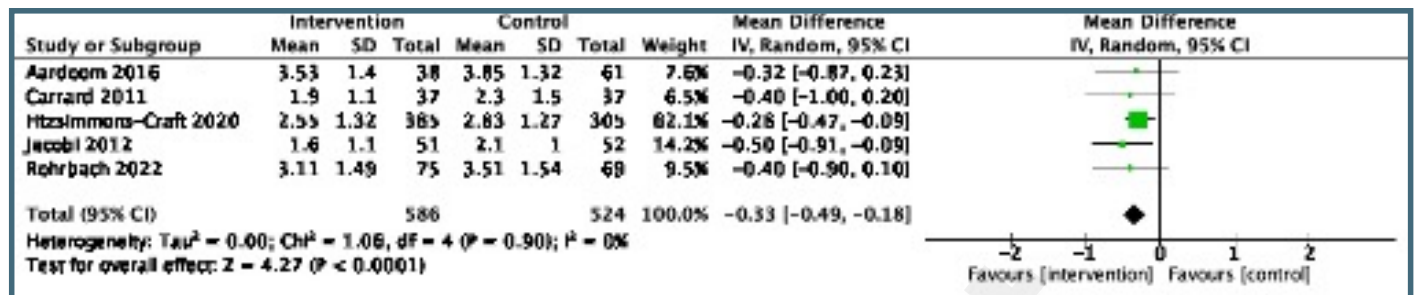 Intervention Control Mean Difference Mean Difference
Study or Subgroup Mean SD Total Mean SD Total Weight IV, Random, 95% CI IV, Random, 95% CI
Aardoom 2016 3.53 1.4 38 3.85 1.32 61 7.6% -0.32 [-0.87, 0.23]
Carrard 2011 1.9 1.1 37 2.3 1.5 37 6.5% -0.40 [-1.00, 0.20]
Fitzsimmons-Craft 2020 2.55 1.32 385 2.83 1.27 305 62.1% -0.28 [-0.47, -0.09]
Jacobi 2012 1.6 1.1 51 2.1 1 52 14.2% -0.50 [-0.91, -0.09]
Rohrbach 2022 3.11 1.49 75 3.51 1.54 69 9.5% -0.40 [-0.90, 0.10]
Total (95% CI) 586 524 100.0% -0.33 [-0.49, -0.18]
Heterogeneity: Tau² = 0.00; Chi² = 1.06, df = 4 (P = 0.90); I² = 0%
Test for overall effect: Z = 4.27 (P < 0.0001)
-2 -1 0 1 2
Favours [intervention] Favours [control]